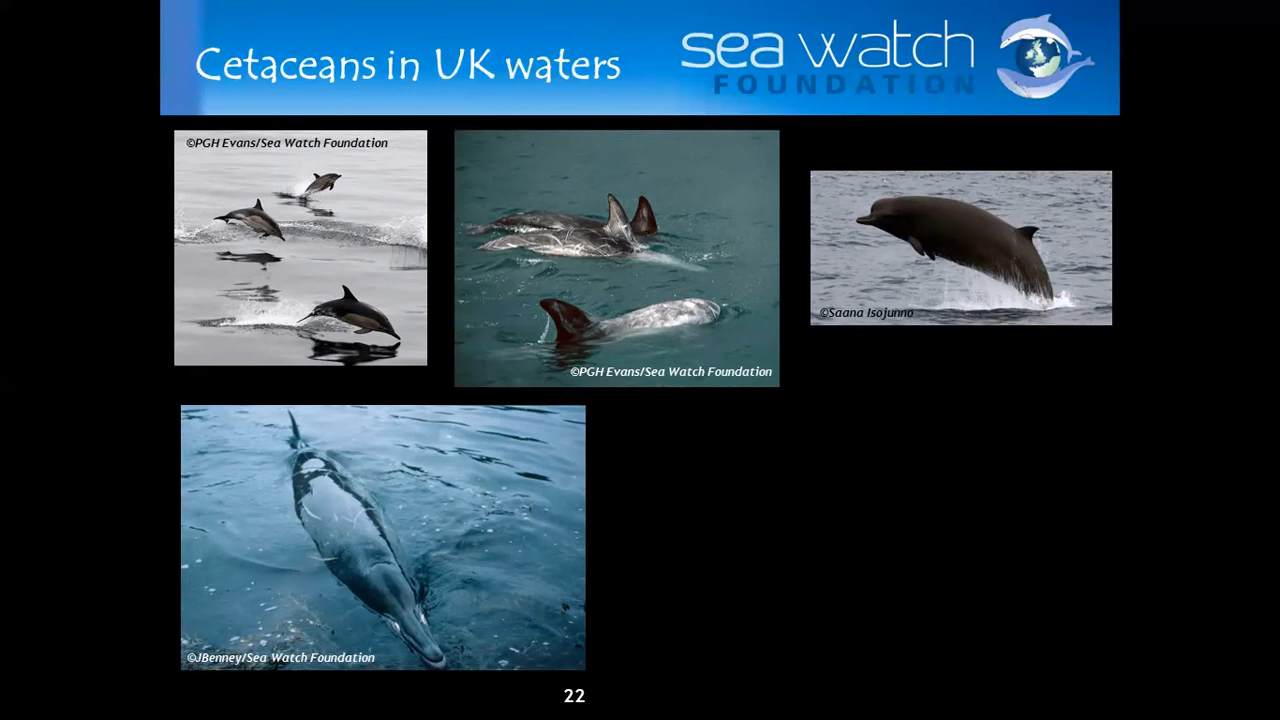 Cetaceans in UK waters
sea watch
FOUNDATION
©PGH Evans/Sea Watch Foundation
©PGH Evans/Sea Watch Foundation
©Saana Isojunno
©JBenney/Sea Watch Foundation
22